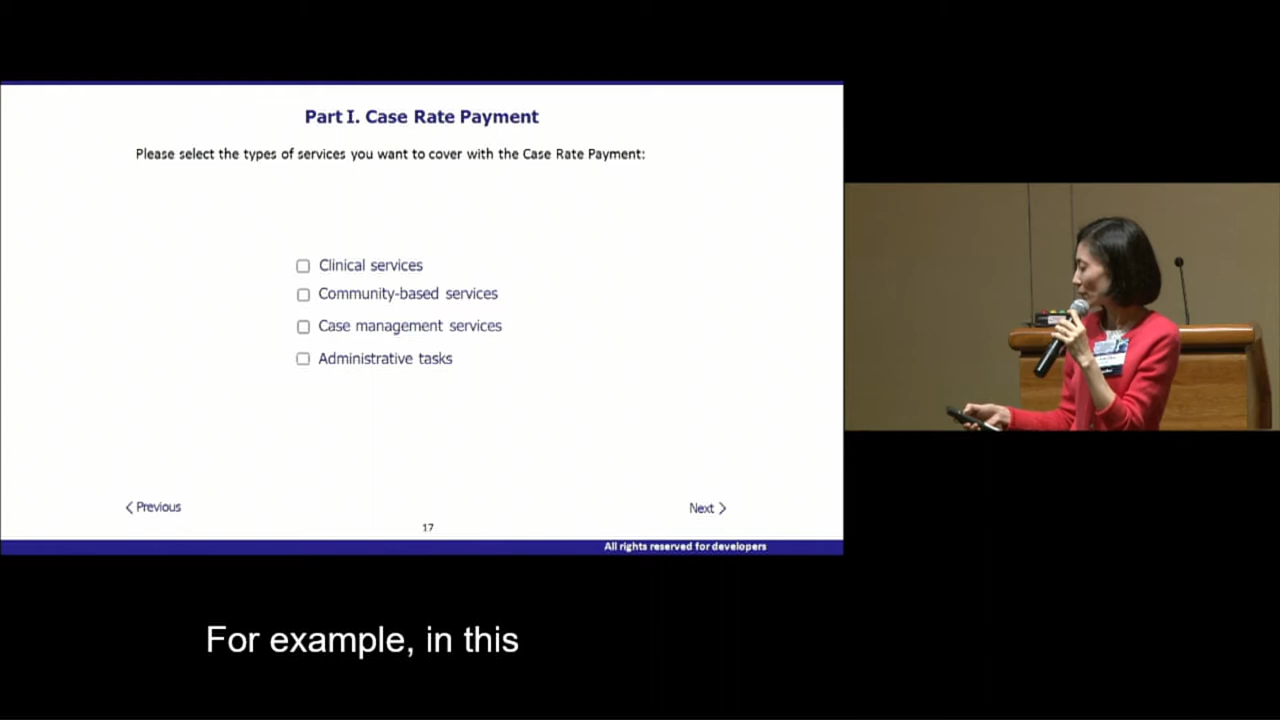 Part I. Case Rate Payment
Please select the types of services you want to cover with the Case Rate Payment:
Clinical services
Community-based services
Case management services
Administrative tasks
Previous
Next
17
All rights reserved for developers
For example, in this